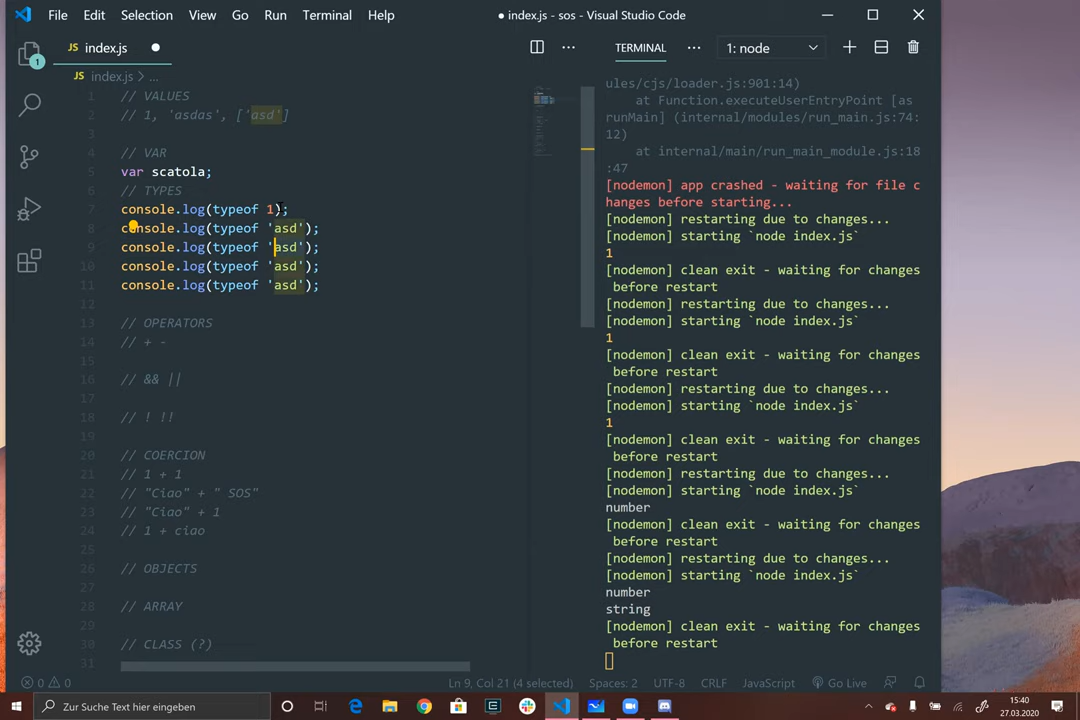 File Edit Selection View Go Run Terminal Help ● index.js - sos - Visual Studio Code
JS index.js ●
TERMINAL ··· 1: node
1
JS index.js > ...
1 // VALUES
2 // 1, 'asdas', ['asd']
3
4 // VAR
5 var scatola;
6 // TYPES
7 console.log(typeof 1);
8 console.log(typeof 'asd');
9 console.log(typeof 'asd');
10 console.log(typeof 'asd');
11 console.log(typeof 'asd');
12
13 // OPERATORS
14 // + -
15
16 // && ||
17
18 // ! !!
19
20 // COERCION
21 // 1 + 1
22 // "Ciao" + " SOS"
23 // "Ciao" + 1
24 // 1 + ciao
25
26 // OBJECTS
27
28 // ARRAY
29
30 // CLASS (?)
31
ules/cjs/loader.js:901:14)
at Function.executeUserEntryPoint [as
runMain] (internal/modules/run_main.js:74:
12)
at internal/main/run_main_module.js:18
:47
[nodemon] app crashed - waiting for file c
hanges before starting...
[nodemon] restarting due to changes...
[nodemon] starting `node index.js`
1
[nodemon] clean exit - waiting for changes
before restart
[nodemon] restarting due to changes...
[nodemon] starting `node index.js`
1
[nodemon] clean exit - waiting for changes
before restart
[nodemon] restarting due to changes...
[nodemon] starting `node index.js`
1
[nodemon] clean exit - waiting for changes
before restart
[nodemon] restarting due to changes...
[nodemon] starting `node index.js`
number
[nodemon] clean exit - waiting for changes
before restart
[nodemon] restarting due to changes...
[nodemon] starting `node index.js`
number
string
[nodemon] clean exit - waiting for changes
before restart
0 0 Ln 9, Col 21 (4 selected) Spaces: 2 UTF-8 CRLF JavaScript Go Live
Zur Suche Text hier eingeben
15:40
27.03.2020